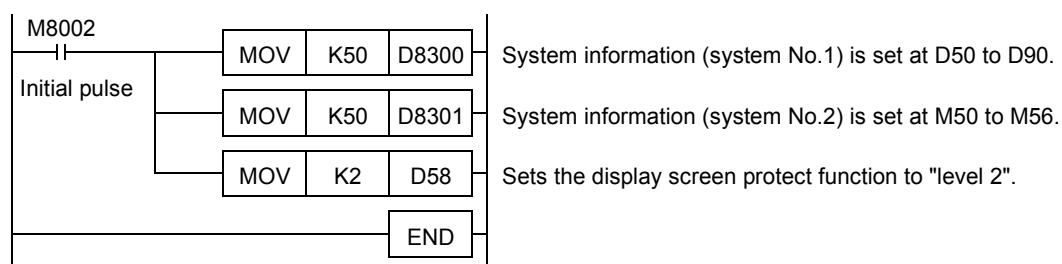 M8002
MOV K50 D8300 System information (system No.1) is set at D50 to D90.
Initial pulse
MOV K50 D8301 System information (system No.2) is set at M50 to M56.
MOV K2 D58 Sets the display screen protect function to "level 2".
END